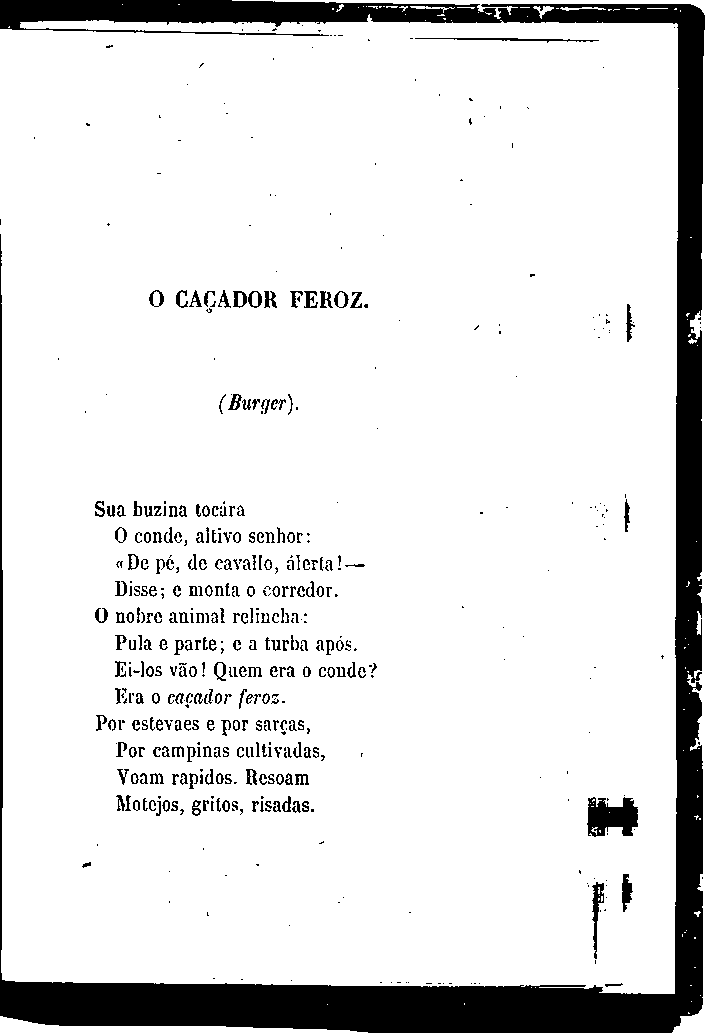 O CAÇADOR FEROZ.
(Burger).
Sua buzina tocára
O conde, altivo senhor:
«De pé, de cavallo, álerta!—
Disse; e monta o corredor.
O nobre animal relincha:
Pula e parte; e a turba após.
Ei-los vão! Quem era o conde?
Era o caçador feroz.
Por estevaes e por sarças,
Por campinas cultivadas,
Voam rapidos. Resoam
Motejos, gritos, risadas.